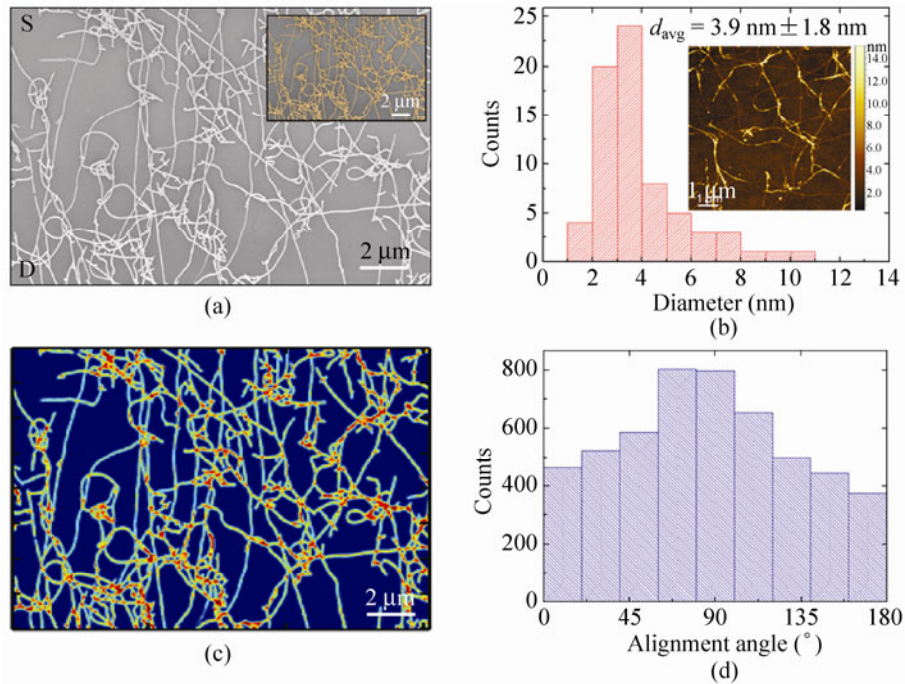 S
2 μm
D
2 μm
(a)
d_avg = 3.9 nm ± 1.8 nm
nm
14.0
12.0
10.0
8.0
6.0
4.0
2.0
1 μm
Counts
25
20
15
10
5
0
0 2 4 6 8 10 12 14
Diameter (nm)
(b)
2 μm
(c)
Counts
800
600
400
200
0
0 45 90 135 180
Alignment angle (°)
(d)